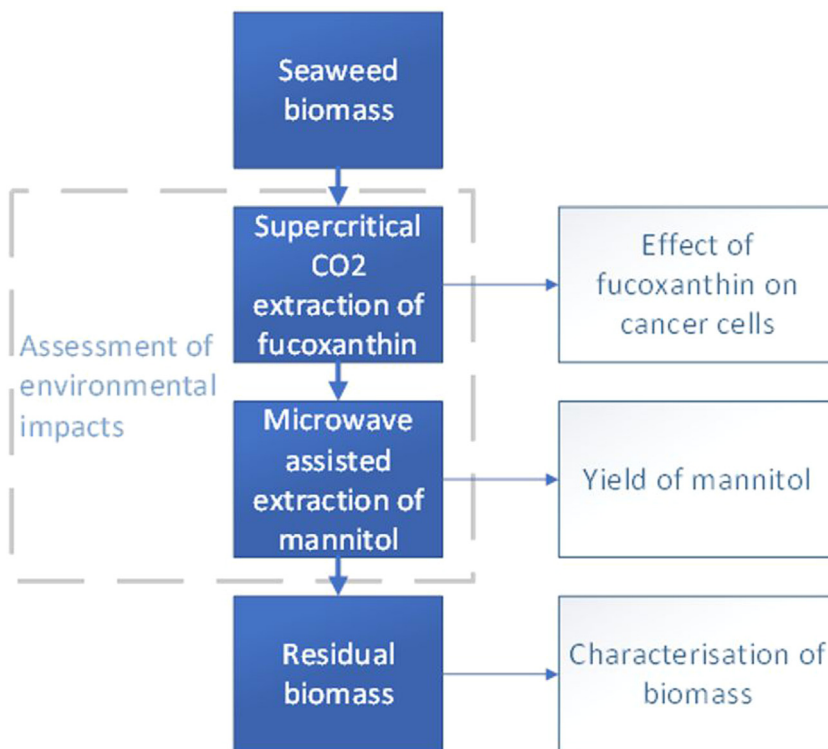 Seaweed
biomass
Supercritical
CO2
extraction of
fucoxanthin
Effect of
fucoxanthin on
cancer cells
Assessment of
environmental
impacts
Microwave
assisted
extraction of
mannitol
Yield of mannitol
Residual
biomass
Characterisation of
biomass